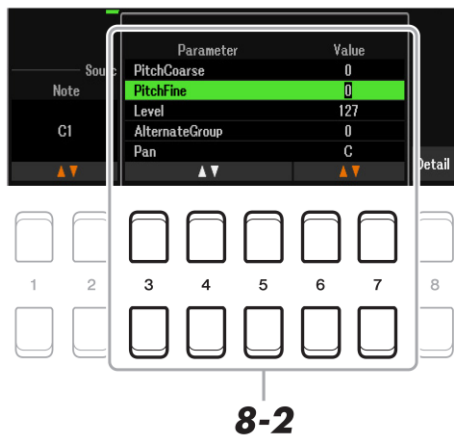 Parameter Value
Sourc
PitchCoarse 0
Note
PitchFine 0
Level 127
C1
AlternateGroup 0
Pan C
Detail
1 2 3 4 5 6 7 8
8-2